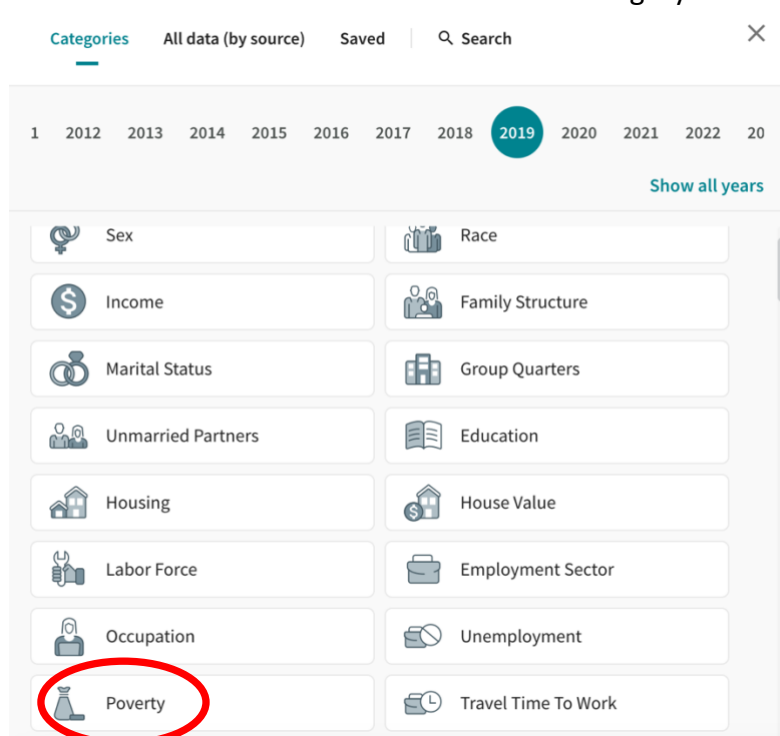 Categories All data (by source) Saved Search
1 2012 2013 2014 2015 2016 2017 2018 2019 2020 2021 2022 20
Show all years
Sex Race
Income Family Structure
Marital Status Group Quarters
Unmarried Partners Education
Housing House Value
Labor Force Employment Sector
Occupation Unemployment
Poverty Travel Time To Work